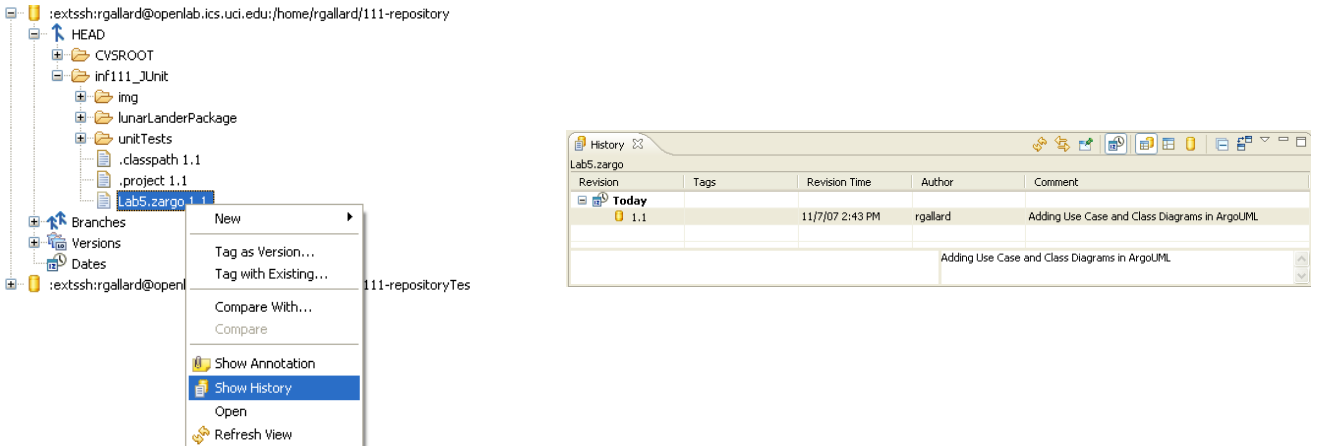 :extssh:rgallard@openlab.ics.uci.edu:/home/rgallard/111-repository
HEAD
CVSROOT
inf111_JUnit
img
lunarLanderPackage
unitTests
.classpath 1.1
.project 1.1
Lab5.zargo 1.1
Branches
Versions
Dates
:extssh:rgallard@openl
111-repositoryTes
New
Tag as Version...
Tag with Existing...
Compare With...
Compare
Show Annotation
Show History
Open
Refresh View
History
Lab5.zargo
Revision Tags Revision Time Author Comment
Today
1.1 11/7/07 2:43 PM rgallard Adding Use Case and Class Diagrams in ArgoUML
Adding Use Case and Class Diagrams in ArgoUML